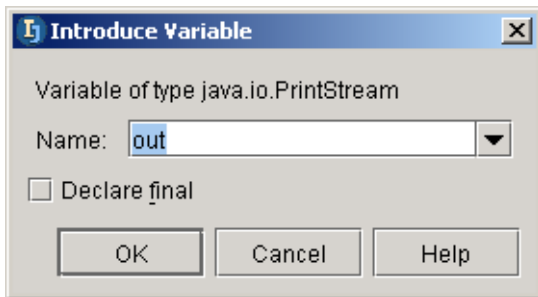 Introduce Variable
Variable of type java.io.PrintStream
Name: out
Declare final
OK Cancel Help